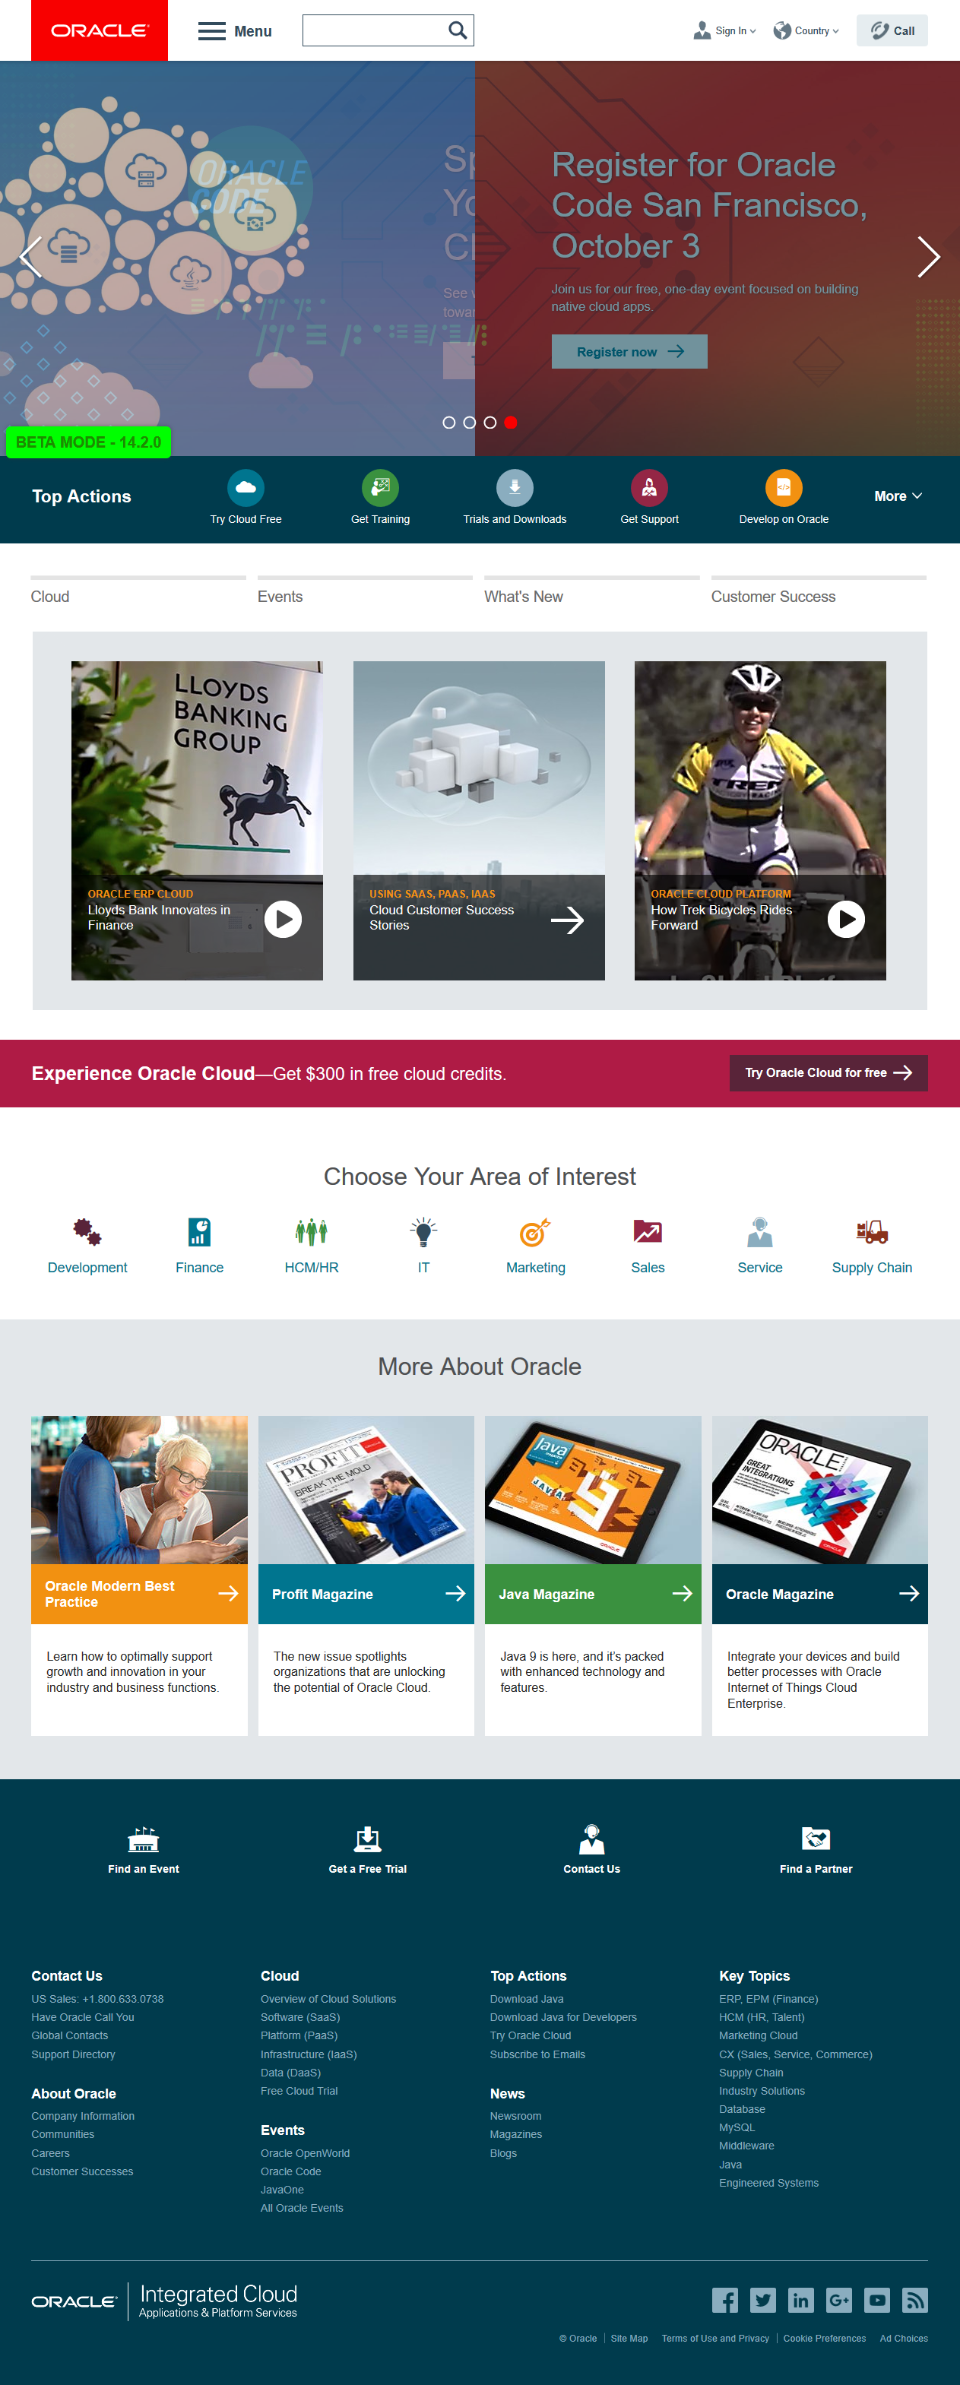 ORACLE
Menu
Sign In
Country
Call
ORACLE
CODE
Sp
Yo
Cl
See v
towar
Register for Oracle
Code San Francisco,
October 3
Join us for our free, one-day event focused on building
native cloud apps.
Register now
BETA MODE - 14.2.0
Top Actions
Try Cloud Free
Get Training
Trials and Downloads
Get Support
Develop on Oracle
More
Cloud
Events
What's New
Customer Success
LLOYDS
BANKING
GROUP
ORACLE ERP CLOUD
Lloyds Bank Innovates in
Finance
USING SAAS, PAAS, IAAS
Cloud Customer Success
Stories
TREK
ORACLE CLOUD PLATFORM
How Trek Bicycles Rides
Forward
Experience Oracle Cloud—Get $300 in free cloud credits.
Try Oracle Cloud for free
Choose Your Area of Interest
Development
Finance
HCM/HR
IT
Marketing
Sales
Service
Supply Chain
More About Oracle
PROFIT
BREAK THE MOLD
Java
JAVA
9
ORACLE
GREAT
INTEGRATIONS
Oracle Modern Best
Practice
Profit Magazine
Java Magazine
Oracle Magazine
Learn how to optimally support
growth and innovation in your
industry and business functions.
The new issue spotlights
organizations that are unlocking
the potential of Oracle Cloud.
Java 9 is here, and it's packed
with enhanced technology and
features.
Integrate your devices and build
better processes with Oracle
Internet of Things Cloud
Enterprise.
Find an Event
Get a Free Trial
Contact Us
Find a Partner
Contact Us
US Sales: +1.800.633.0738
Have Oracle Call You
Global Contacts
Support Directory
About Oracle
Company Information
Communities
Careers
Customer Successes
Cloud
Overview of Cloud Solutions
Software (SaaS)
Platform (PaaS)
Infrastructure (IaaS)
Data (DaaS)
Free Cloud Trial
Events
Oracle OpenWorld
Oracle Code
JavaOne
All Oracle Events
Top Actions
Download Java
Download Java for Developers
Try Oracle Cloud
Subscribe to Emails
News
Newsroom
Magazines
Blogs
Key Topics
ERP, EPM (Finance)
HCM (HR, Talent)
Marketing Cloud
CX (Sales, Service, Commerce)
Supply Chain
Industry Solutions
Database
MySQL
Middleware
Java
Engineered Systems
ORACLE
Integrated Cloud
Applications & Platform Services
© Oracle
Site Map
Terms of Use and Privacy
Cookie Preferences
Ad Choices